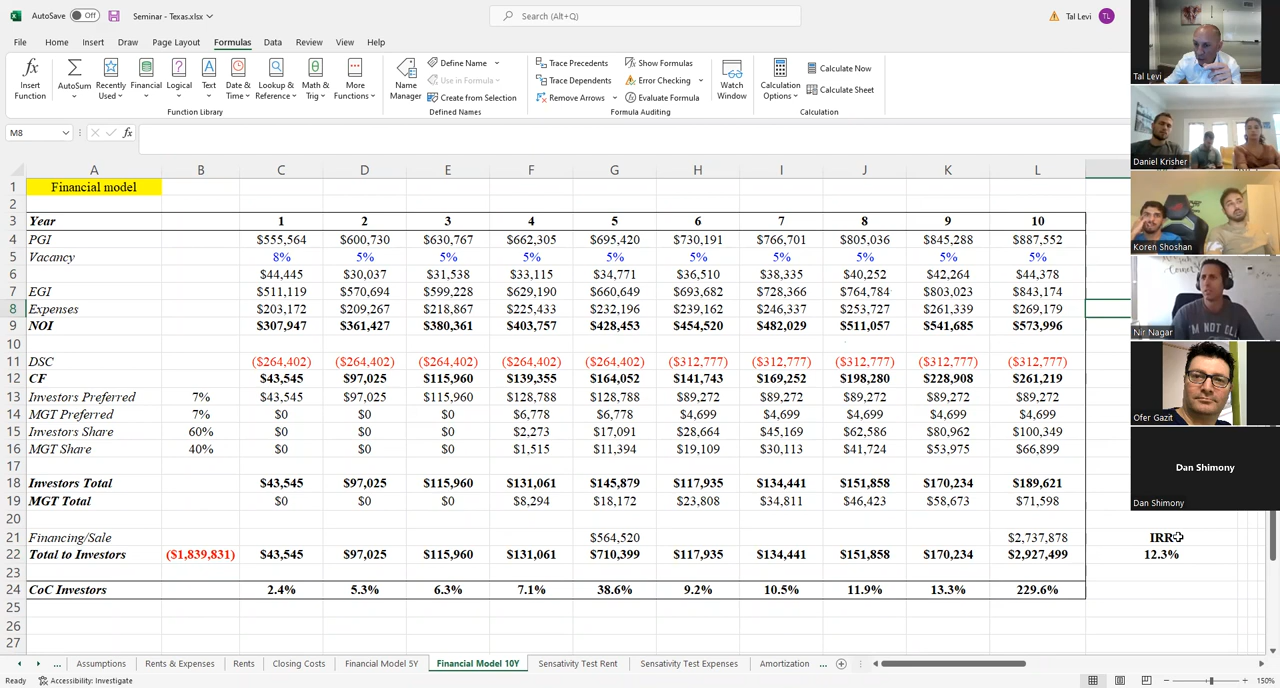 AutoSave Off Seminar - Texas.xlsx Search (Alt+Q) Tal Levi TL
File Home Insert Draw Page Layout Formulas Data Review View Help
Insert Function AutoSum Recently Used Financial Logical Text Date & Time Lookup & Reference Math & Trig More Functions
Function Library
Name Manager Define Name Use in Formula Create from Selection
Defined Names
Trace Precedents Show Formulas
Trace Dependents Error Checking
Remove Arrows Evaluate Formula
Watch Window
Formula Auditing
Calculation Options Calculate Now
Calculate Sheet
Calculation
M8 fx
A B C D E F G H I J K L
1 Financial model
2
3 Year 1 2 3 4 5 6 7 8 9 10
4 PGI $555,564 $600,730 $630,767 $662,305 $695,420 $730,191 $766,701 $805,036 $845,288 $887,552
5 Vacancy 8% 5% 5% 5% 5% 5% 5% 5% 5% 5%
6 $44,445 $30,037 $31,538 $33,115 $34,771 $36,510 $38,335 $40,252 $42,264 $44,378
7 EGI $511,119 $570,694 $599,228 $629,190 $660,649 $693,682 $728,366 $764,784 $803,023 $843,174
8 Expenses $203,172 $209,267 $218,867 $225,433 $232,196 $239,162 $246,337 $253,727 $261,339 $269,179
9 NOI $307,947 $361,427 $380,361 $403,757 $428,453 $454,520 $482,029 $511,057 $541,685 $573,996
10
11 DSC ($264,402) ($264,402) ($264,402) ($264,402) ($264,402) ($312,777) ($312,777) ($312,777) ($312,777) ($312,777)
12 CF $43,545 $97,025 $115,960 $139,355 $164,052 $141,743 $169,252 $198,280 $228,908 $261,219
13 Investors Preferred 7% $43,545 $97,025 $115,960 $128,788 $128,788 $89,272 $89,272 $89,272 $89,272 $89,272
14 MGT Preferred 7% $0 $0 $0 $6,778 $6,778 $4,699 $4,699 $4,699 $4,699 $4,699
15 Investors Share 60% $0 $0 $0 $2,273 $17,091 $28,664 $45,169 $62,586 $80,962 $100,349
16 MGT Share 40% $0 $0 $0 $1,515 $11,394 $19,109 $30,113 $41,724 $53,975 $66,899
17
18 Investors Total $43,545 $97,025 $115,960 $131,061 $145,879 $117,935 $134,441 $151,858 $170,234 $189,621
19 MGT Total $0 $0 $0 $8,294 $18,172 $23,808 $34,811 $46,423 $58,673 $71,598
20
21 Financing/Sale $564,520 $2,737,878 IRR
22 Total to Investors ($1,839,831) $43,545 $97,025 $115,960 $131,061 $710,399 $117,935 $134,441 $151,858 $170,234 $2,927,499 12.3%
23
24 CoC Investors 2.4% 5.3% 6.3% 7.1% 38.6% 9.2% 10.5% 11.9% 13.3% 229.6%
25
26
27
... Assumptions Rents & Expenses Rents Closing Costs Financial Model 5Y Financial Model 10Y Sensativity Test Rent Sensativity Test Expenses Amortization ...
Ready Accessibility: Investigate 150%
Tal Levi
Daniel Krisher
Koren Shoshan
Nir Nagar
I'M NOT
Ofer Gazit
Dan Shimony
Dan Shimony